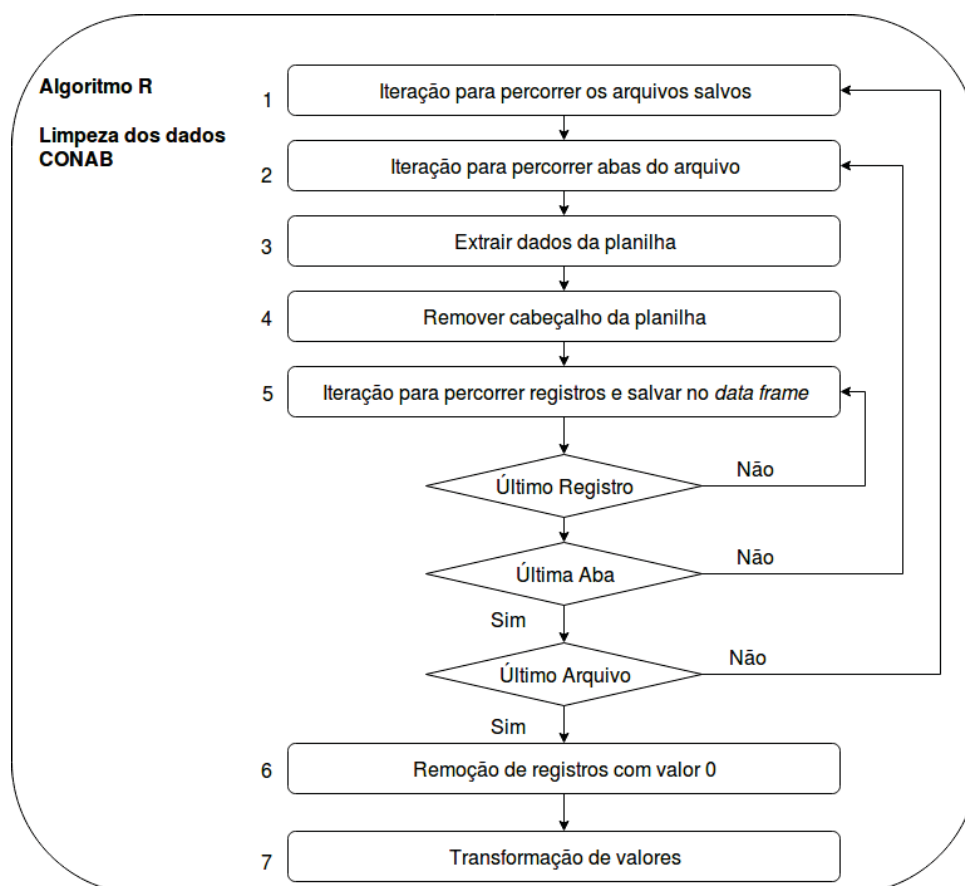 Algoritmo R
Limpeza dos dados
CONAB
1
Iteração para percorrer os arquivos salvos
2
Iteração para percorrer abas do arquivo
3
Extrair dados da planilha
4
Remover cabeçalho da planilha
5
Iteração para percorrer registros e salvar no data frame
Último Registro
Não
Última Aba
Não
Sim
Último Arquivo
Não
Sim
6
Remoção de registros com valor 0
7
Transformação de valores